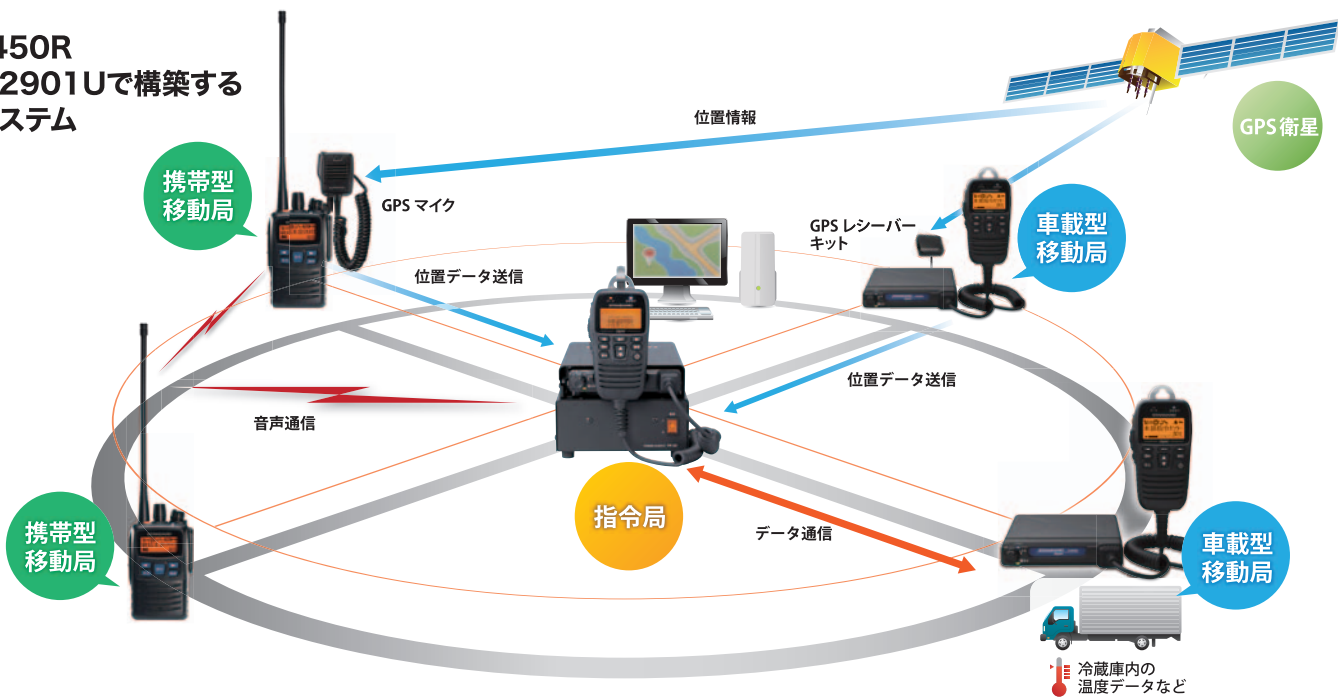 450R
2901Uで構築する
ステム
位置情報
GPS衛星
携帯型
移動局
GPS マイク
GPS レシーバー
キット
車載型
移動局
位置データ送信
位置データ送信
音声通信
指令局
データ通信
携帯型
移動局
車載型
移動局
冷蔵庫内の
温度データなど